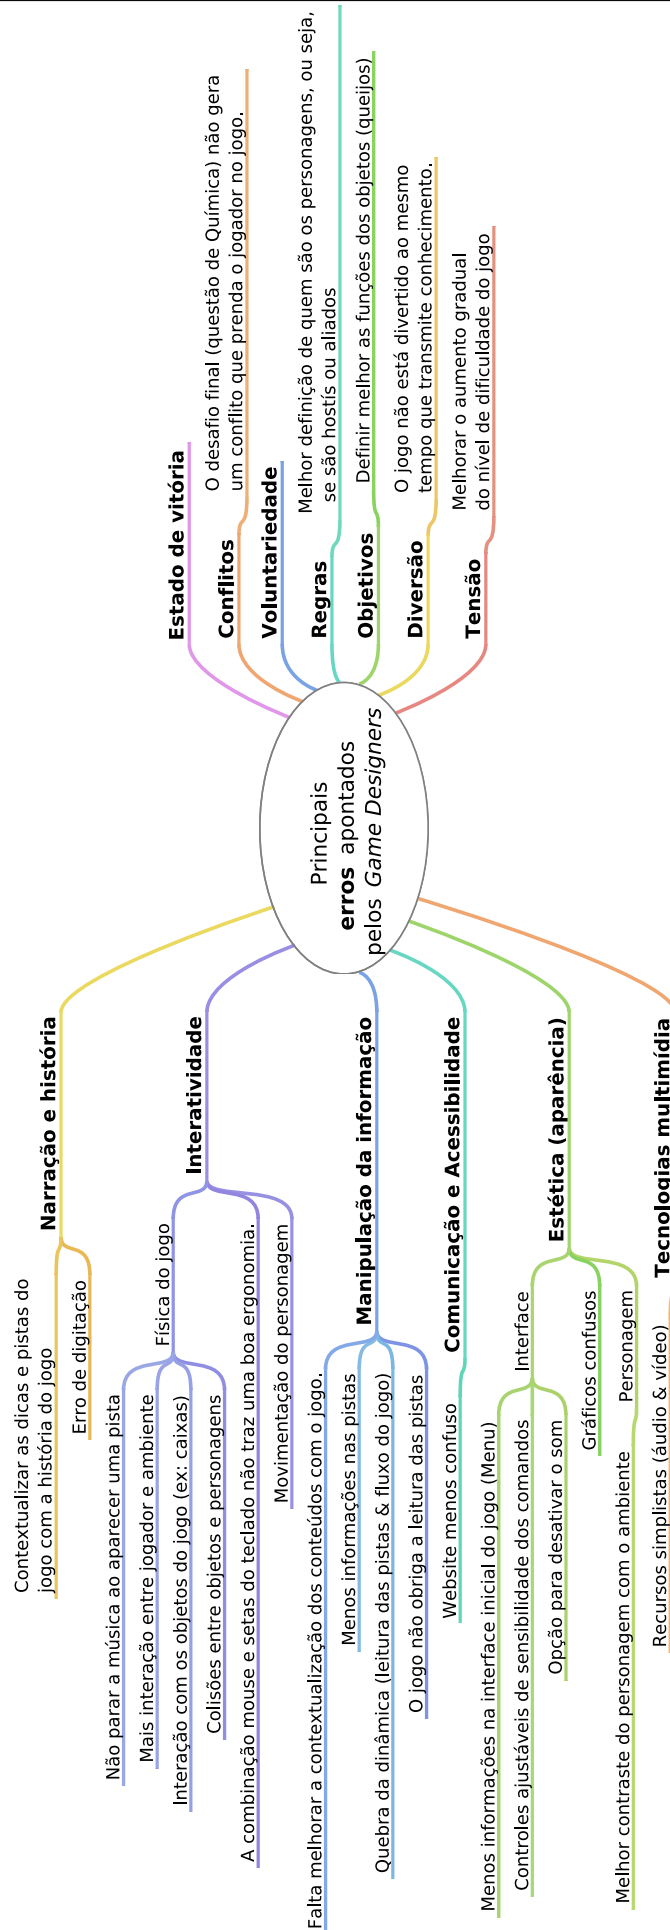 Principais
erros apontados
pelos Game Designers
Estado de vitória
Conflitos
O desafio final (questão de Química) não gera
um conflito que prenda o jogador no jogo.
Voluntariedade
Regras
Melhor definição de quem são os personagens, ou seja,
se são hostís ou aliados
Objetivos
Definir melhor as funções dos objetos (queijos)
Diversão
O jogo não está divertido ao mesmo
tempo que transmite conhecimento.
Tensão
Melhorar o aumento gradual
do nível de dificuldade do jogo
Narração e história
Contextualizar as dicas e pistas do
jogo com a história do jogo
Erro de digitação
Interatividade
Física do jogo
Não parar a música ao aparecer uma pista
Mais interação entre jogador e ambiente
Interação com os objetos do jogo (ex: caixas)
Colisões entre objetos e personagens
A combinação mouse e setas do teclado não traz uma boa ergonomia.
Movimentação do personagem
Manipulação da informação
Falta melhorar a contextualização dos conteúdos com o jogo.
Menos informações nas pistas
Quebra da dinâmica (leitura das pistas & fluxo do jogo)
O jogo não obriga a leitura das pistas
Comunicação e Acessibilidade
Website menos confuso
Estética (aparência)
Interface
Menos informações na interface inicial do jogo (Menu)
Controles ajustáveis de sensibilidade dos comandos
Opção para desativar o som
Gráficos confusos
Personagem
Melhor contraste do personagem com o ambiente
Tecnologias multimídia
Recursos simplistas (áudio & vídeo)